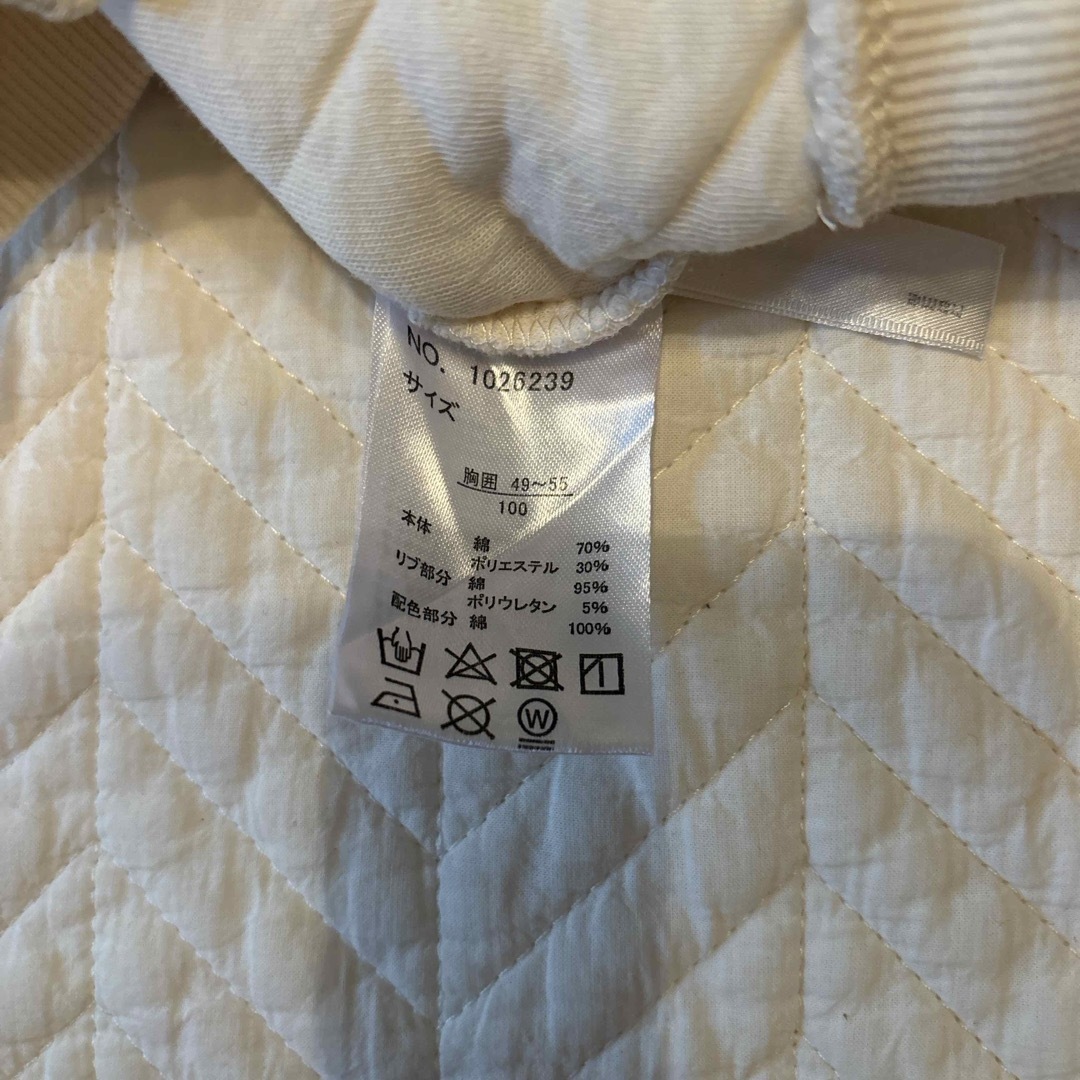 NO. 1026239
サイズ
胸囲 49～55
100
本体 綿 70%
ポリエステル 30%
リブ部分 綿 95%
ポリウレタン 5%
配色部分 綿 100%
W
name